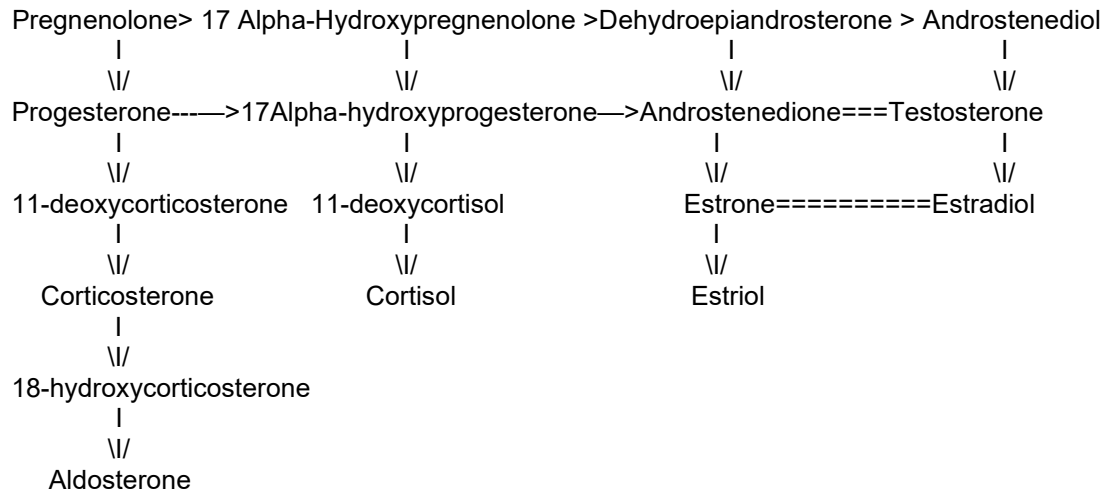 Pregnenolone> 17 Alpha-Hydroxypregnenolone >Dehydroepiandrosterone > Androstenediol
I I I I
\I/ \I/ \I/ \I/
Progesterone---—>17Alpha-hydroxyprogesterone—>Androstenedione===Testosterone
I I I I
\I/ \I/ \I/ \I/
11-deoxycorticosterone 11-deoxycortisol Estrone==========Estradiol
I I I
\I/ \I/ \I/
Corticosterone Cortisol Estriol
I
\I/
18-hydroxycorticosterone
I
\I/
Aldosterone